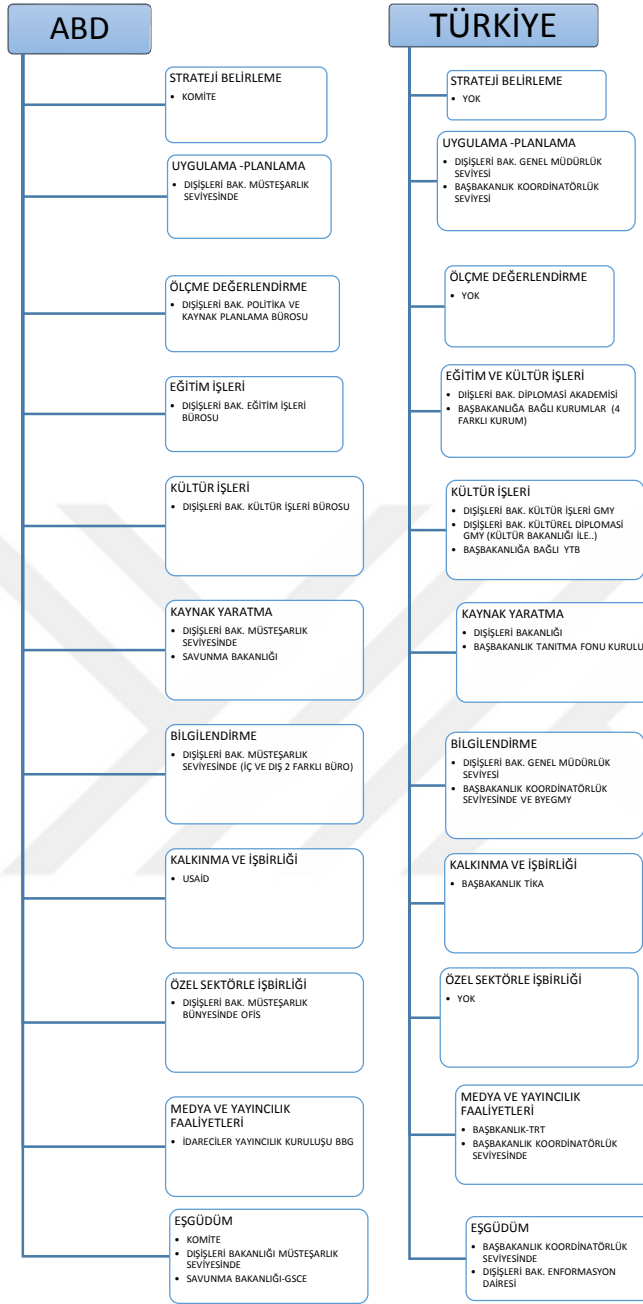 ABD
STRATEJİ BELİRLEME
• KOMİTE
UYGULAMA -PLANLAMA
• DIŞİŞLERİ BAK. MÜSTEŞARLIK
SEVİYESİNDE
ÖLÇME DEĞERLENDİRME
• DIŞİŞLERİ BAK. POLİTİKA VE
KAYNAK PLANLAMA BÜROSU
EĞİTİM İŞLERİ
• DIŞİŞLERİ BAK. EĞİTİM İŞLERİ
BÜROSU
KÜLTÜR İŞLERİ
• DIŞİŞLERİ BAK. KÜLTÜR İŞLERİ BÜROSU
KAYNAK YARATMA
• DIŞİŞLERİ BAK. MÜSTEŞARLIK
SEVİYESİNDE
• SAVUNMA BAKANLIĞI
BİLGİLENDİRME
• DIŞİŞLERİ BAK. MÜSTEŞARLIK
SEVİYESİNDE (İÇ VE DIŞ 2 FARKLI BÜRO)
KALKINMA VE İŞBİRLİĞİ
• USAİD
ÖZEL SEKTÖRLE İŞBİRLİĞİ
• DIŞİŞLERİ BAK. MÜSTEŞARLIK
BÜNYESİNDE OFİS
MEDYA VE YAYINCILIK
FAALİYETLERİ
• İDARECİLER YAYINCILIK KURULUŞU BBG
EŞGÜDÜM
• KOMİTE
• DIŞİŞLERİ BAKANLIĞI MÜSTEŞARLIK
SEVİYESİNDE
• SAVUNMA BAKANLIĞI-GSCE
TÜRKİYE
STRATEJİ BELİRLEME
• YOK
UYGULAMA -PLANLAMA
• DIŞİŞLERİ BAK. GENEL MÜDÜRLÜK
SEVİYESİ
• BAŞBAKANLIK KOORDİNATÖRLÜK
SEVİYESİ
ÖLÇME DEĞERLENDİRME
• YOK
EĞİTİM VE KÜLTÜR İŞLERİ
• DIİŞLERİ BAK. DİPLOMASİ AKADEMİSİ
• BAŞBAKANLIĞA BAĞLI KURUMLAR (4
FARKLI KURUM)
KÜLTÜR İŞLERİ
• DIŞİŞLERİ BAK. KÜLTÜR İŞLERİ GMY
• DIŞİŞLERİ BAK. KÜLTÜREL DİPLOMASİ
GMY (KÜLTÜR BAKANLIĞI İLE..)
• BAŞBAKANLIĞA BAĞLI YTB
KAYNAK YARATMA
• DIŞİŞLERİ BAKANLIĞI
• BAŞBAKANLIK TANITMA FONU KURULU
BİLGİLENDİRME
• DIŞİŞLERİ BAK. GENEL MÜDÜRLÜK
SEVİYESİ
• BAŞBAKANLIK KOORDİNATÖRLÜK
SEVİYESİNDE VE BYEGMY
KALKINMA VE İŞBİRLİĞİ
• BAŞBAKANLIK TİKA
ÖZEL SEKTÖRLE İŞBİRLİĞİ
• YOK
MEDYA VE YAYINCILIK
FAALİYETLERİ
• BAŞBKANLIK-TRT
• BAŞBAKANLIK KOORDİNATÖRLÜK
SEVİYESİNDE
EŞGÜDÜM
• BAŞBAKANLIK KOORDİNATÖRLÜK
SEVİYESİNDE
• DIŞİŞLERİ BAK. ENFORMASYON
DAİRESİ